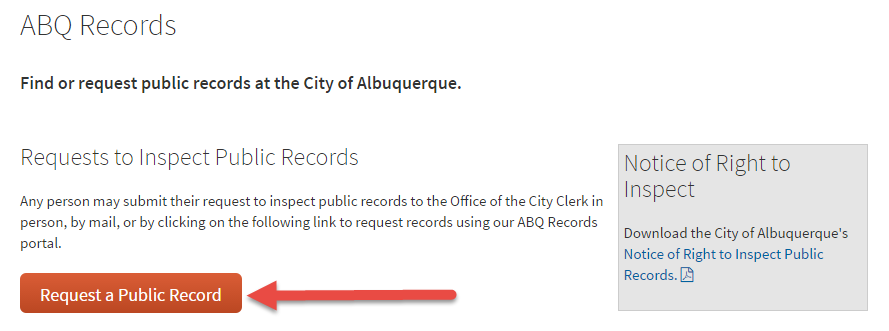 ABQ Records
Find or request public records at the City of Albuquerque.
Requests to Inspect Public Records
Any person may submit their request to inspect public records to the Office of the City Clerk in
person, by mail, or by clicking on the following link to request records using our ABQ Records
portal.
Request a Public Record
Notice of Right to
Inspect
Download the City of Albuquerque's
Notice of Right to Inspect Public
Records.